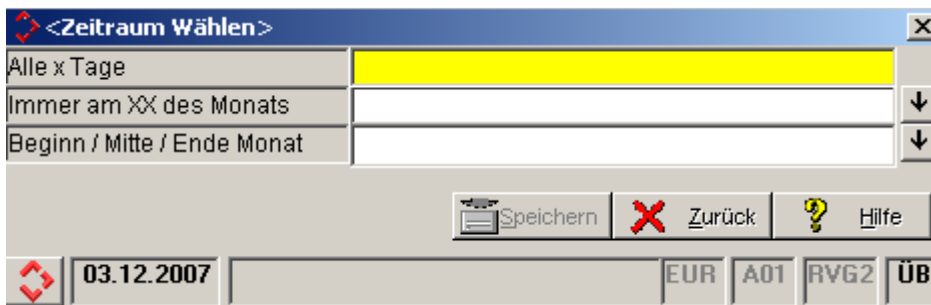 <Zeitraum Wählen>
Alle x Tage
Immer am XX des Monats
Beginn / Mitte / Ende Monat
Speichern Zurück Hilfe
03.12.2007 EUR A01 RVG2 ÜB